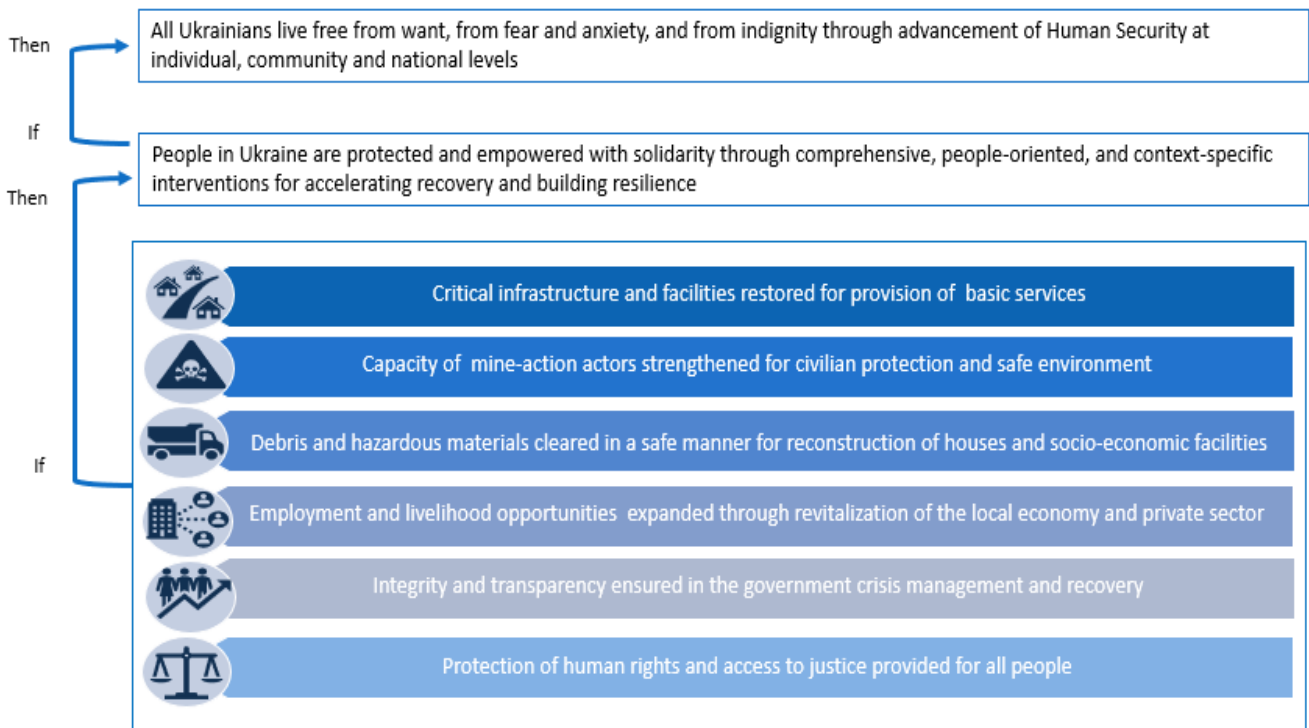 Then
All Ukrainians live free from want, from fear and anxiety, and from indignity through advancement of Human Security at
individual, community and national levels
If
People in Ukraine are protected and empowered with solidarity through comprehensive, people-oriented, and context-specific
interventions for accelerating recovery and building resilience
Then
Critical infrastructure and facilities restored for provision of basic services
Capacity of mine-action actors strengthened for civilian protection and safe environment
Debris and hazardous materials cleared in a safe manner for reconstruction of houses and socio-economic facilities
If
Employment and livelihood opportunities expanded through revitalization of the local economy and private sector
Integrity and transparency ensured in the government crisis management and recovery
Protection of human rights and access to justice provided for all people